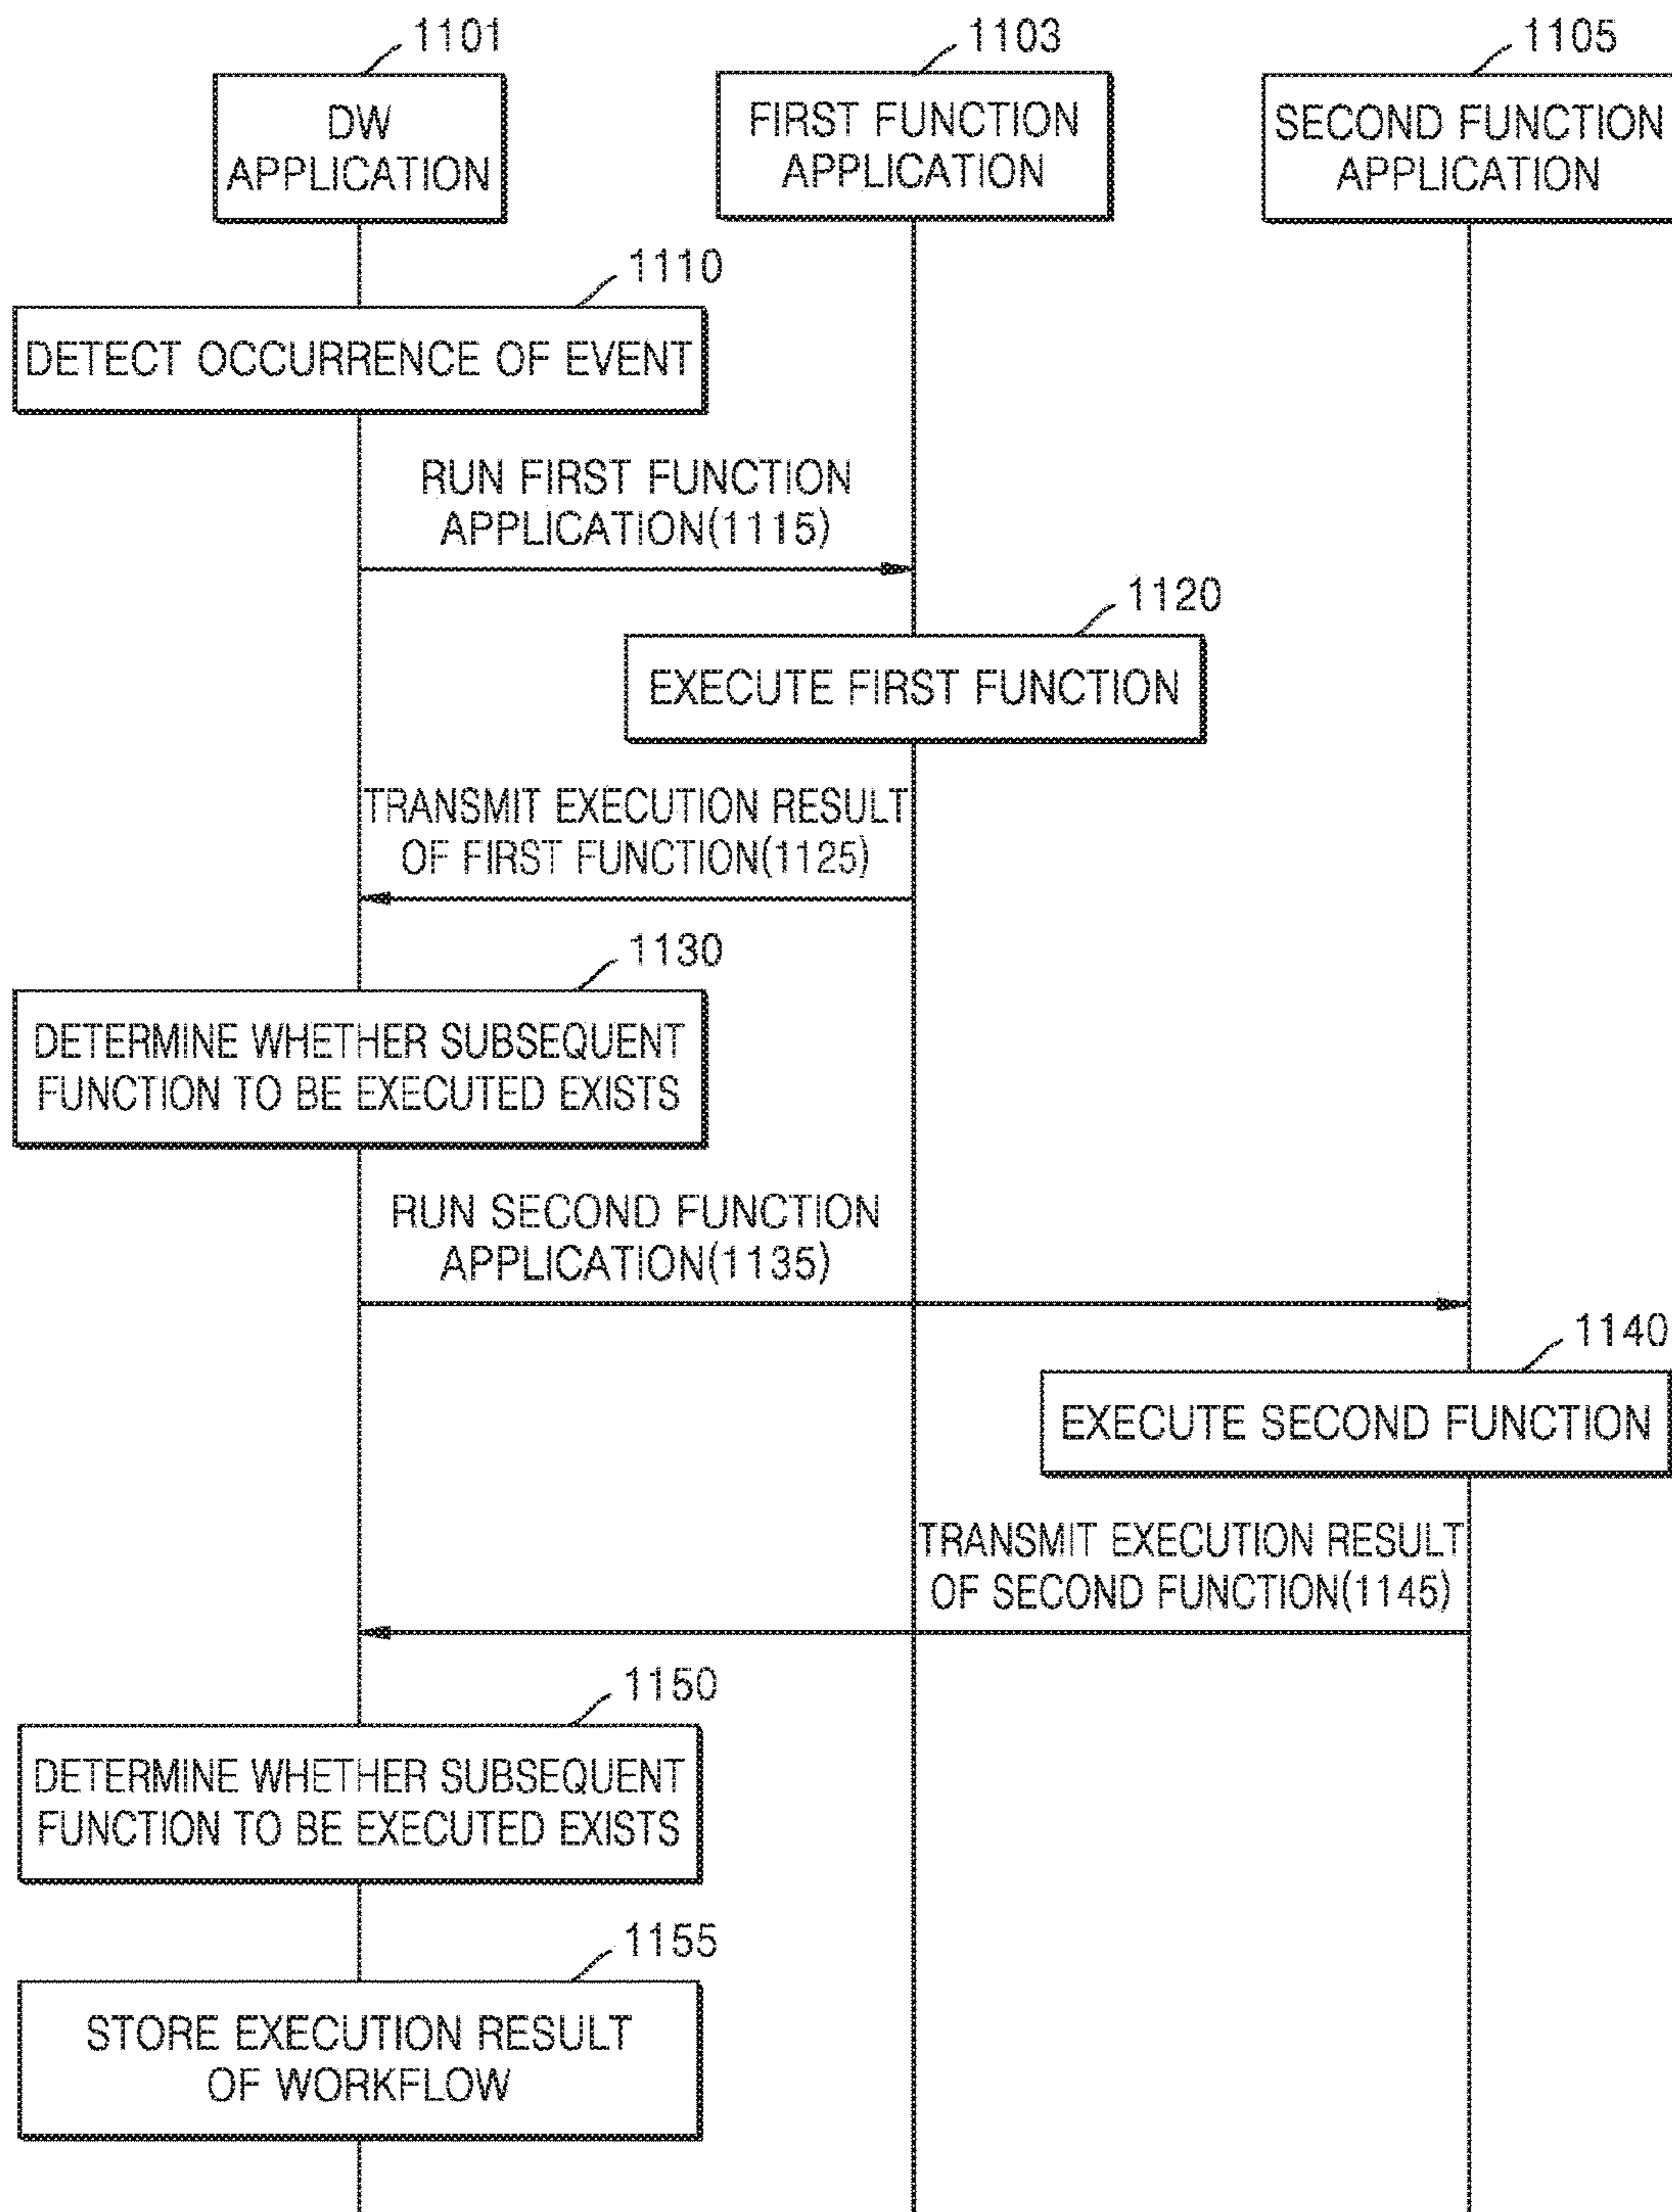 1101
1103
1105
DW
APPLICATION
FIRST FUNCTION
APPLICATION
SECOND FUNCTION
APPLICATION
1110
DETECT OCCURRENCE OF EVENT
RUN FIRST FUNCTION
APPLICATION(1115)
1120
EXECUTE FIRST FUNCTION
TRANSMIT EXECUTION RESULT
OF FIRST FUNCTION(1125)
1130
DETERMINE WHETHER SUBSEQUENT
FUNCTION TO BE EXECUTED EXISTS
RUN SECOND FUNCTION
APPLICATION(1135)
1140
EXECUTE SECOND FUNCTION
TRANSMIT EXECUTION RESULT
OF SECOND FUNCTION(1145)
1150
DETERMINE WHETHER SUBSEQUENT
FUNCTION TO BE EXECUTED EXISTS
1155
STORE EXECUTION RESULT
OF WORKFLOW